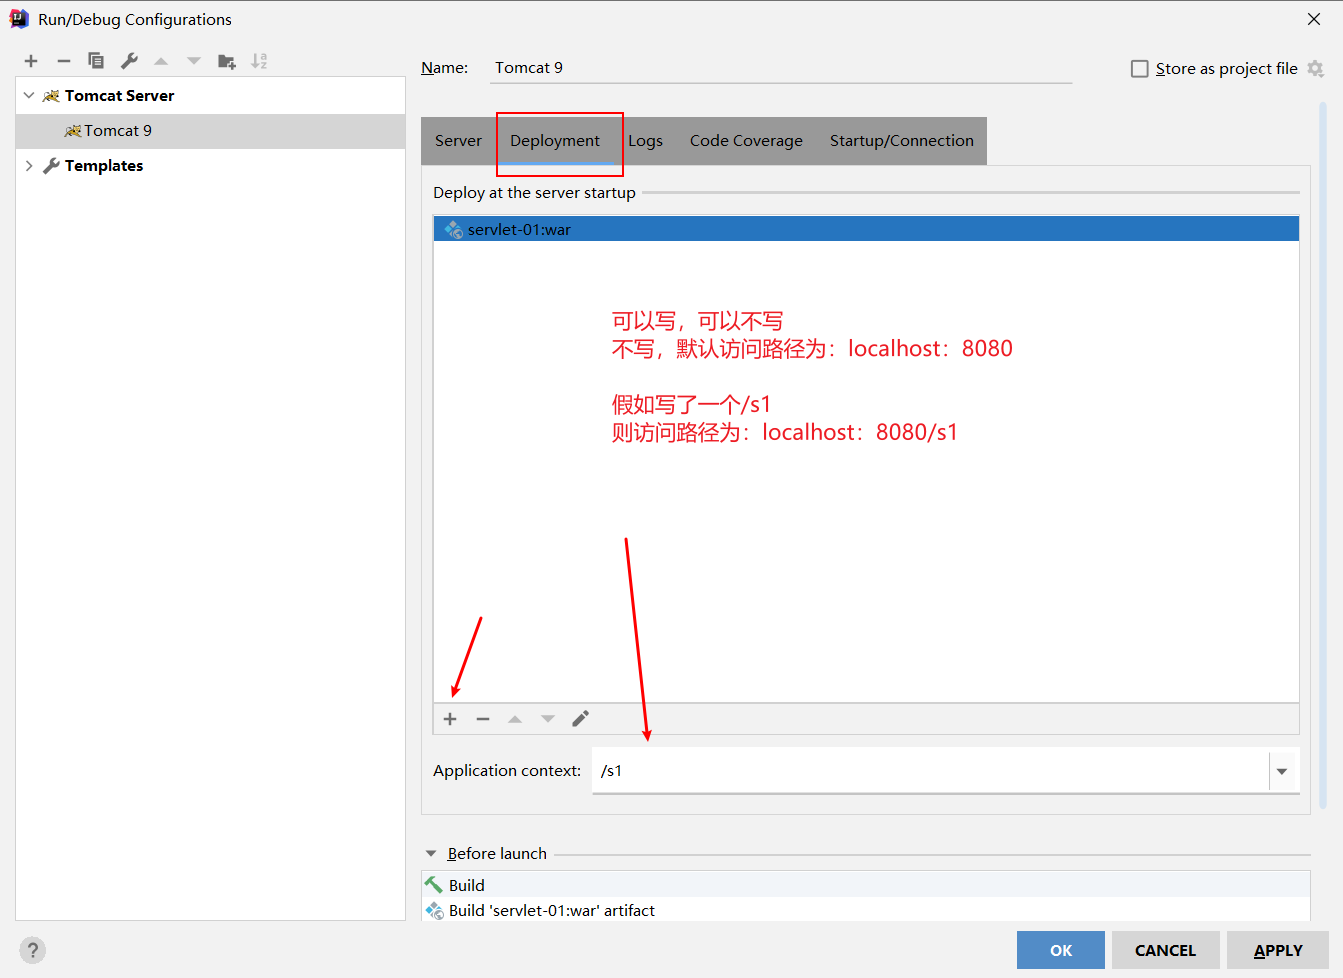 Run/Debug Configurations
Name: Tomcat 9
Store as project file
Tomcat Server
Tomcat 9
Templates
Server Deployment Logs Code Coverage Startup/Connection
Deploy at the server startup
servlet-01:war
可以写，可以不写
不写，默认访问路径为：localhost：8080
假如写了一个/s1
则访问路径为：localhost：8080/s1
Application context: /s1
Before launch
Build
Build 'servlet-01:war' artifact
?
OK CANCEL APPLY